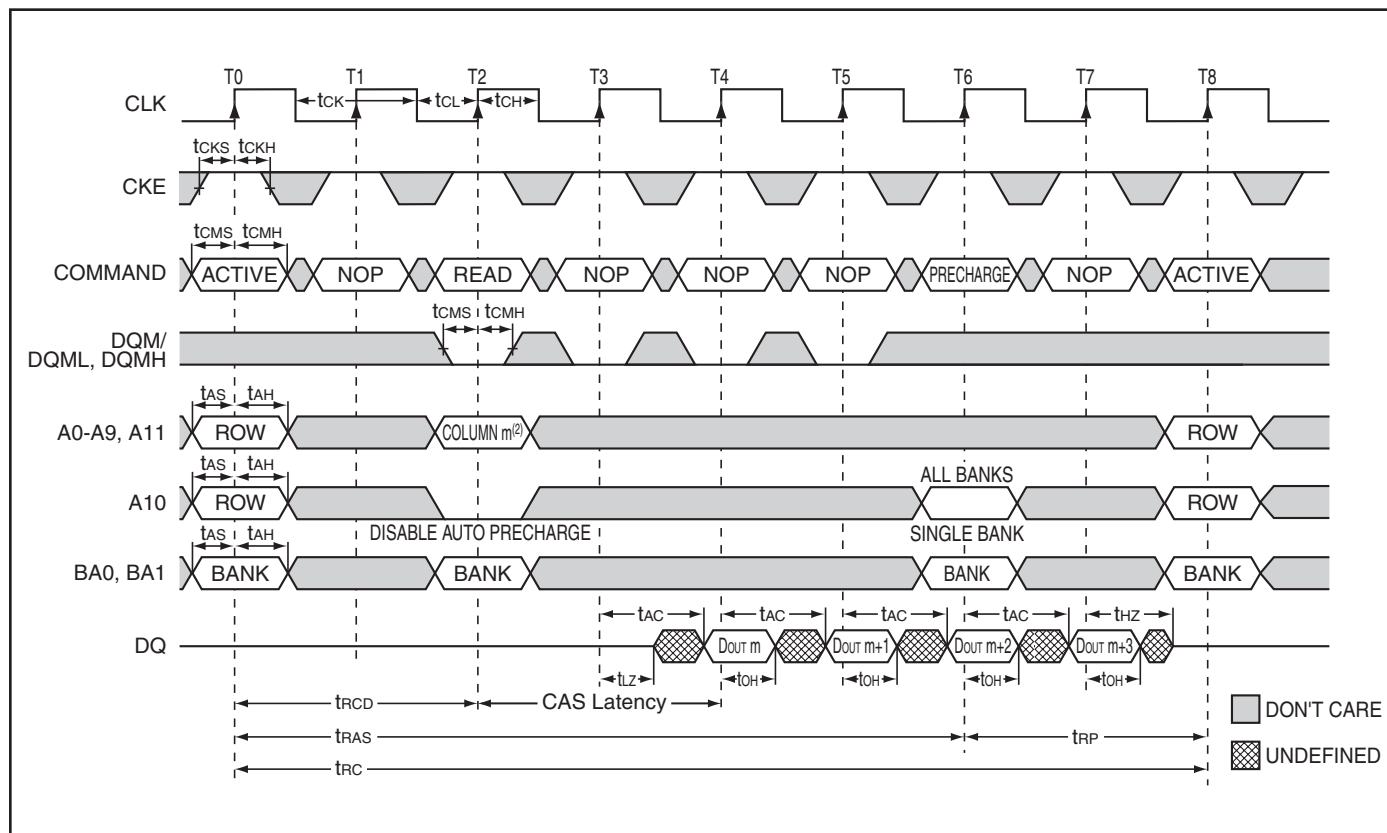 T0 T1 T2 T3 T4 T5 T6 T7 T8
CLK
tCK tCL tCH
tCKS tCKH
CKE
tCMS tCMH
COMMAND ACTIVE NOP READ NOP NOP NOP PRECHARGE NOP ACTIVE
tCMS tCMH
DQM/
DQML, DQMH
tAS tAH
A0-A9, A11 ROW COLUMN m(2) ROW
tAS tAH ALL BANKS
A10 ROW ROW
DISABLE AUTO PRECHARGE SINGLE BANK
tAS tAH
BA0, BA1 BANK BANK BANK BANK
tAC tAC tAC tAC tHZ
DQ DOUT m DOUT m+1 DOUT m+2 DOUT m+3
tLZ tOH tOH tOH tOH
tRCD CAS Latency
DON'T CARE
tRAS tRP
UNDEFINED
tRC